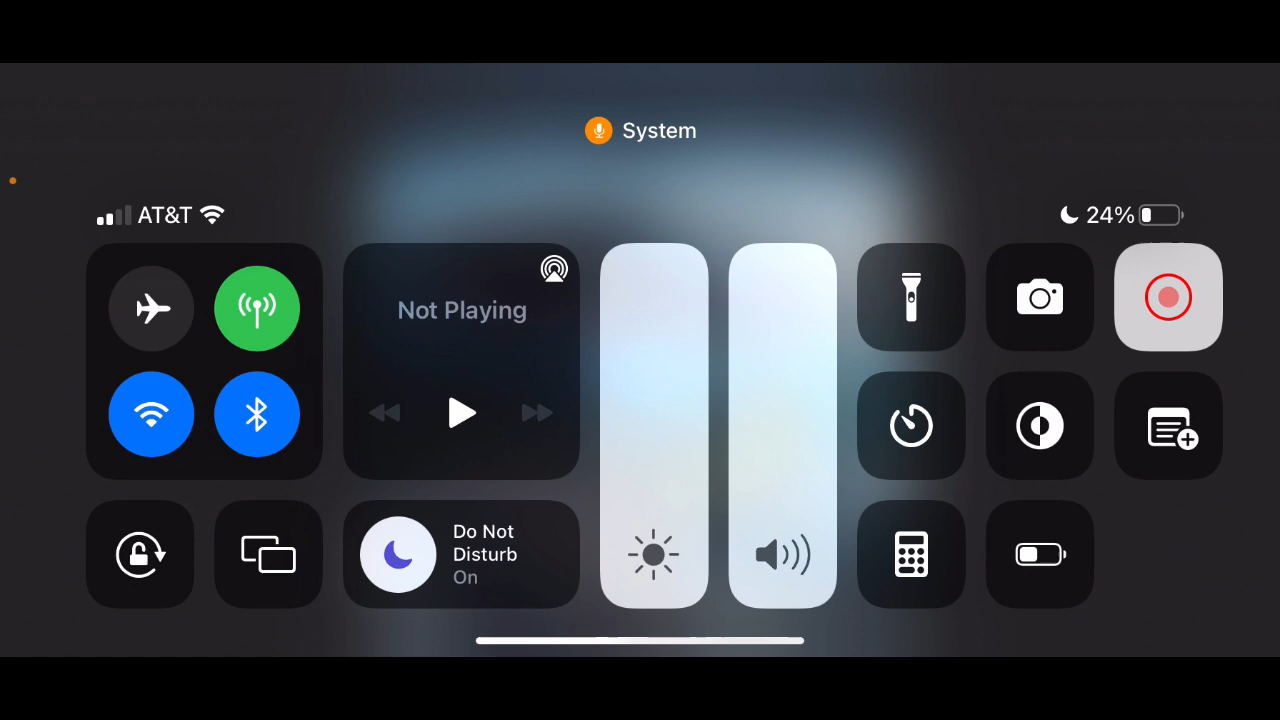 System
AT&T
24%
Not Playing
Do Not
Disturb
On